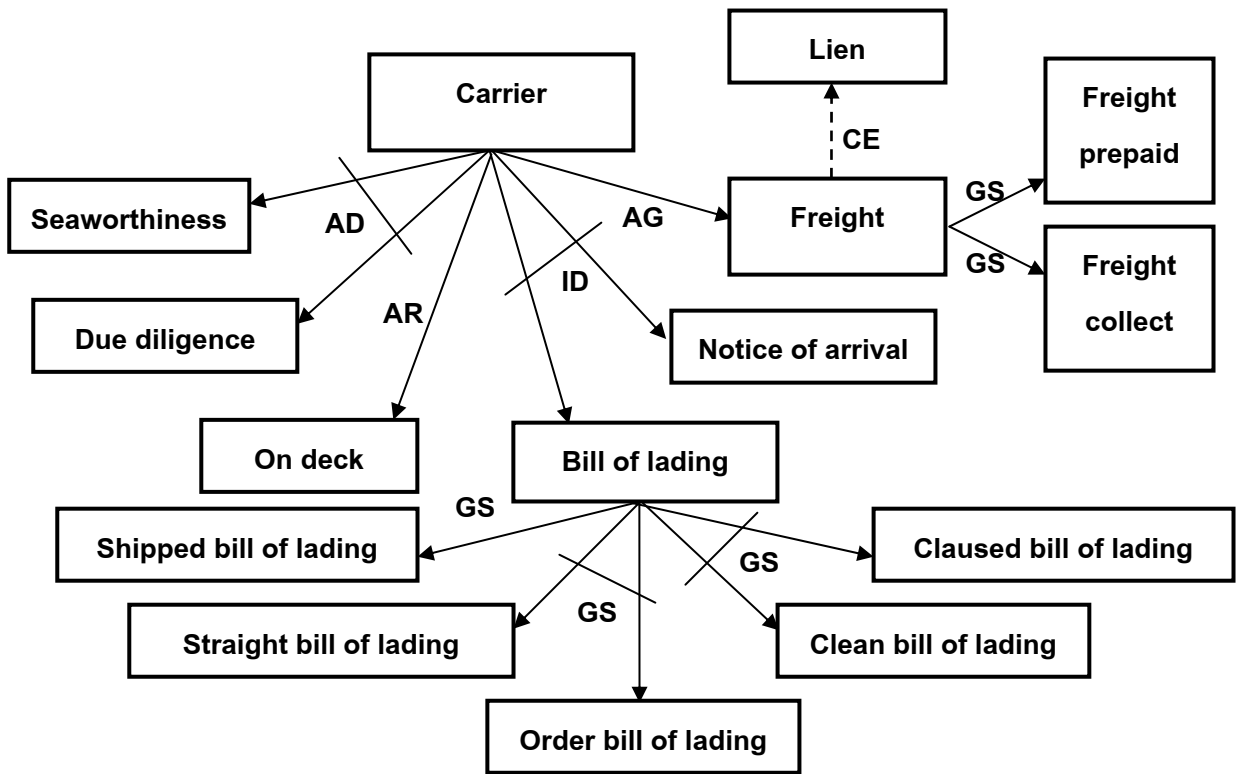 Lien
Carrier
Freight
prepaid
CE
GS
Seaworthiness
AD
AG
Freight
GS
Freight
collect
ID
AR
Due diligence
Notice of arrival
On deck
Bill of lading
GS
Shipped bill of lading
GS
Claused bill of lading
GS
Straight bill of lading
Clean bill of lading
Order bill of lading